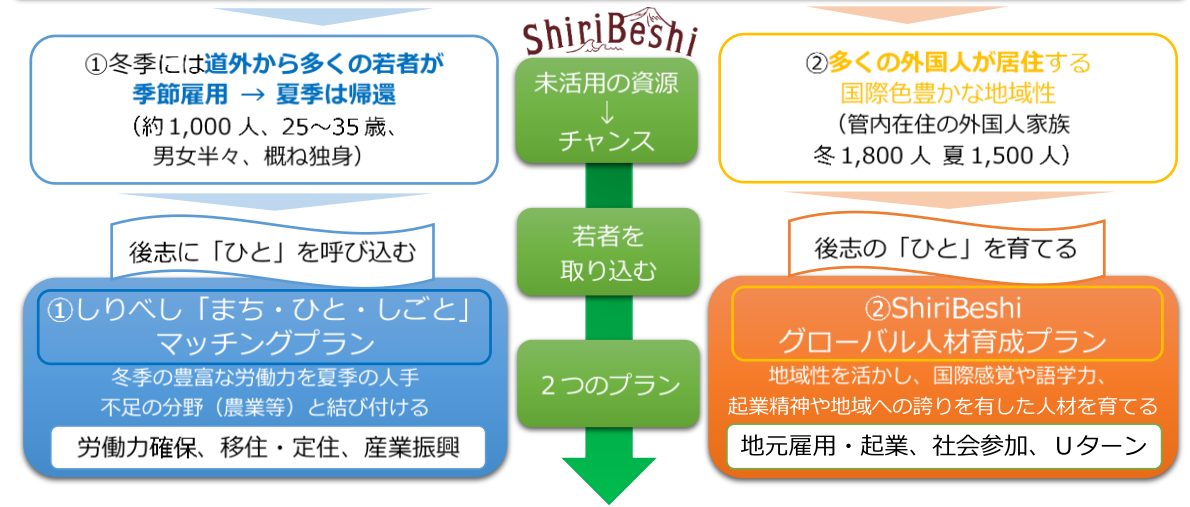 ShiriBeshi
①冬季には道外から多くの若者が
季節雇用 → 夏季は帰還
（約1,000人、25～35歳、
男女半々、概ね独身）
未活用の資源
↓
チャンス
②多くの外国人が居住する
国際色豊かな地域性
（管内在住の外国人家族
冬1,800人 夏1,500人）
後志に「ひと」を呼び込む
若者を
取り込む
後志の「ひと」を育てる
①しりべし「まち・ひと・しごと」
マッチングプラン
冬季の豊富な労働力を夏季の人手
不足の分野（農業等）と結び付ける
労働力確保、移住・定住、産業振興
２つのプラン
②ShiriBeshi
グローバル人材育成プラン
地域性を活かし、国際感覚や語学力、
起業精神や地域への誇りを有した人材を育てる
地元雇用・起業、社会参加、Ｕターン